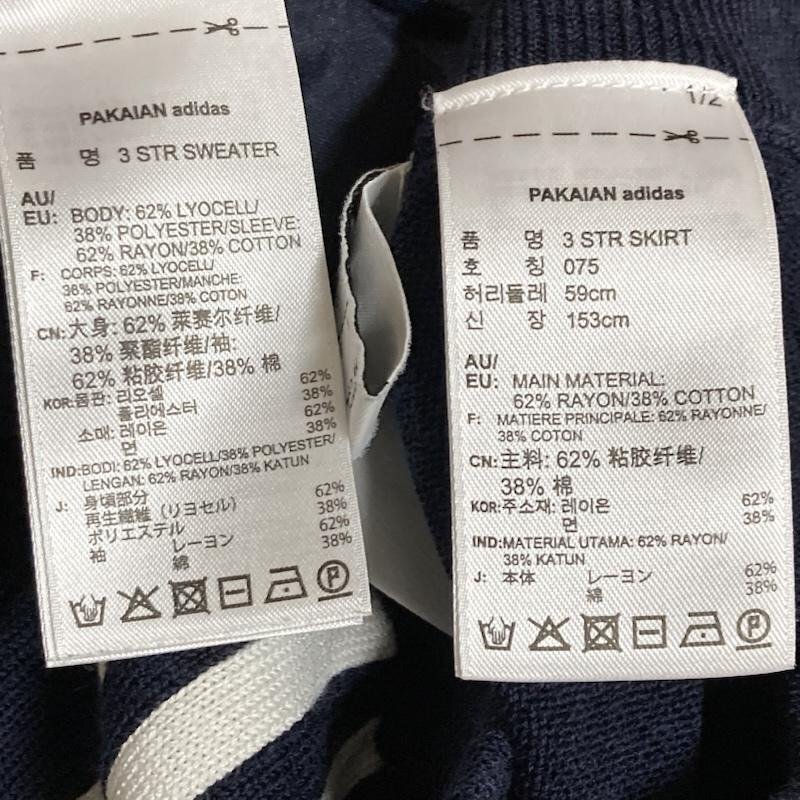 PAKAIAN adidas
품 명 3 STR SWEATER
AU/
EU: BODY: 62% LYOCELL/
38% POLYESTER/SLEEVE:
62% RAYON/38% COTTON
F: CORPS: 62% LYOCELL/
38% POLYESTER/MANCHE:
62% RAYONNE/38% COTON
CN: 大身: 62% 莱赛尔纤维/
38% 聚酯纤维/袖:
62% 粘胶纤维/38% 棉
KOR: 몸판: 리오셀 62%
폴리에스터 38%
소매: 레이온 62%
면 38%
IND: BODI: 62% LYOCELL/38% POLYESTER/
LENGAN: 62% RAYON/38% KATUN
J: 身頃部分
再生繊維（リヨセル） 62%
ポリエステル 38%
袖 レーヨン 62%
綿 38%
P
1/2
PAKAIAN adidas
품 명 3 STR SKIRT
호 칭 075
허리둘레 59cm
신 장 153cm
AU/
EU: MAIN MATERIAL:
62% RAYON/38% COTTON
F: MATIERE PRINCIPALE: 62% RAYONNE/
38% COTON
CN: 主料: 62% 粘胶纤维/
38% 棉
KOR: 주소재: 레이온 62%
면 38%
IND: MATERIAL UTAMA: 62% RAYON/
38% KATUN
J: 本体 レーヨン 62%
綿 38%
P